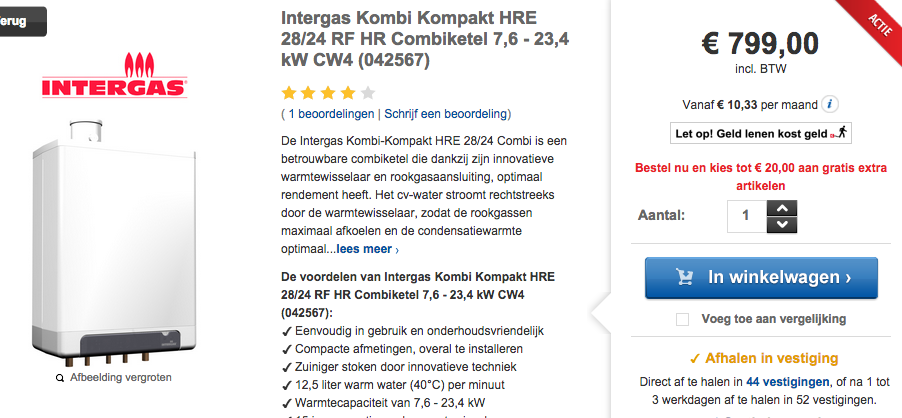 erug
INTERGAS
Afbeelding vergroten
Intergas Kombi Kompakt HRE
28/24 RF HR Combiketel 7,6 - 23,4
kW CW4 (042567)
( 1 beoordelingen | Schrijf een beoordeling)
De Intergas Kombi-Kompakt HRE 28/24 Combi is een
betrouwbare combiketel die dankzij zijn innovatieve
warmtewisselaar en rookgasaansluiting, optimaal
rendement heeft. Het cv-water stroomt rechtstreeks
door de warmtewisselaar, zodat de rookgassen
maximaal afkoelen en de condensatiewarmte
optimaal...lees meer ›
De voordelen van Intergas Kombi Kompakt HRE
28/24 RF HR Combiketel 7,6 - 23,4 kW CW4
(042567):
✓ Eenvoudig in gebruik en onderhoudsvriendelijk
✓ Compacte afmetingen, overal te installeren
✓ Zuiniger stoken door innovatieve techniek
✓ 12,5 liter warm water (40°C) per minuut
✓ Warmtecapaciteit van 7,6 - 23,4 kW
ACTIE
€ 799,00
incl. BTW
Vanaf € 10,33 per maand i
Let op! Geld lenen kost geld
Bestel nu en kies tot € 20,00 aan gratis extra
artikelen
Aantal: 1
In winkelwagen ›
Voeg toe aan vergelijking
✓ Afhalen in vestiging
Direct af te halen in 44 vestigingen, of na 1 tot
3 werkdagen af te halen in 52 vestigingen.